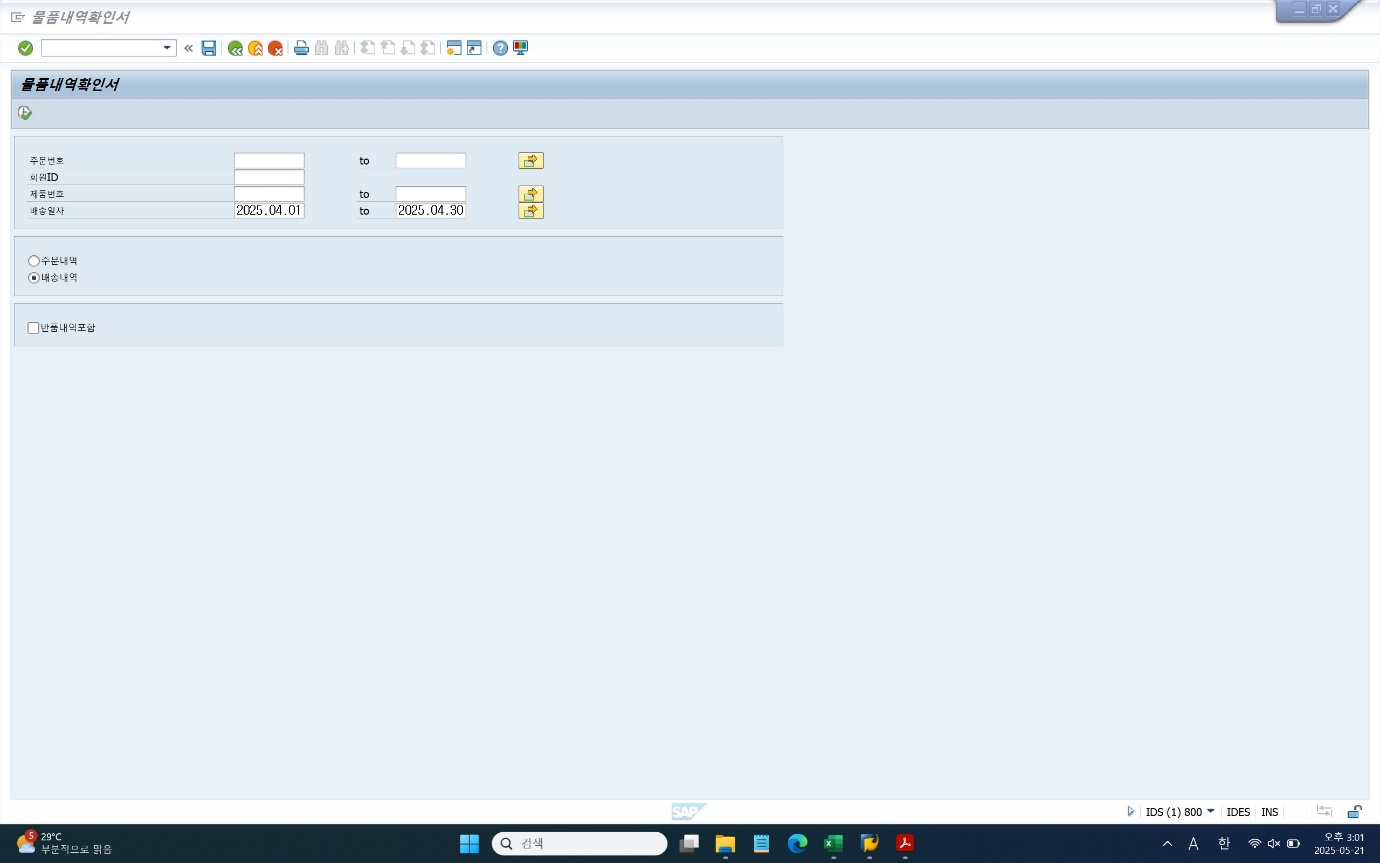 물품내역확인서
물품내역확인서
주문번호 to
회원ID
제품번호 to
배송일자 2025.04.01 to 2025.04.30
주문내역
배송내역
반품내역포함
SAP
IDS (1) 800 IDES INS
5
29°C
부분적으로 맑음
검색
A 한
오후 3:01
2025-05-21